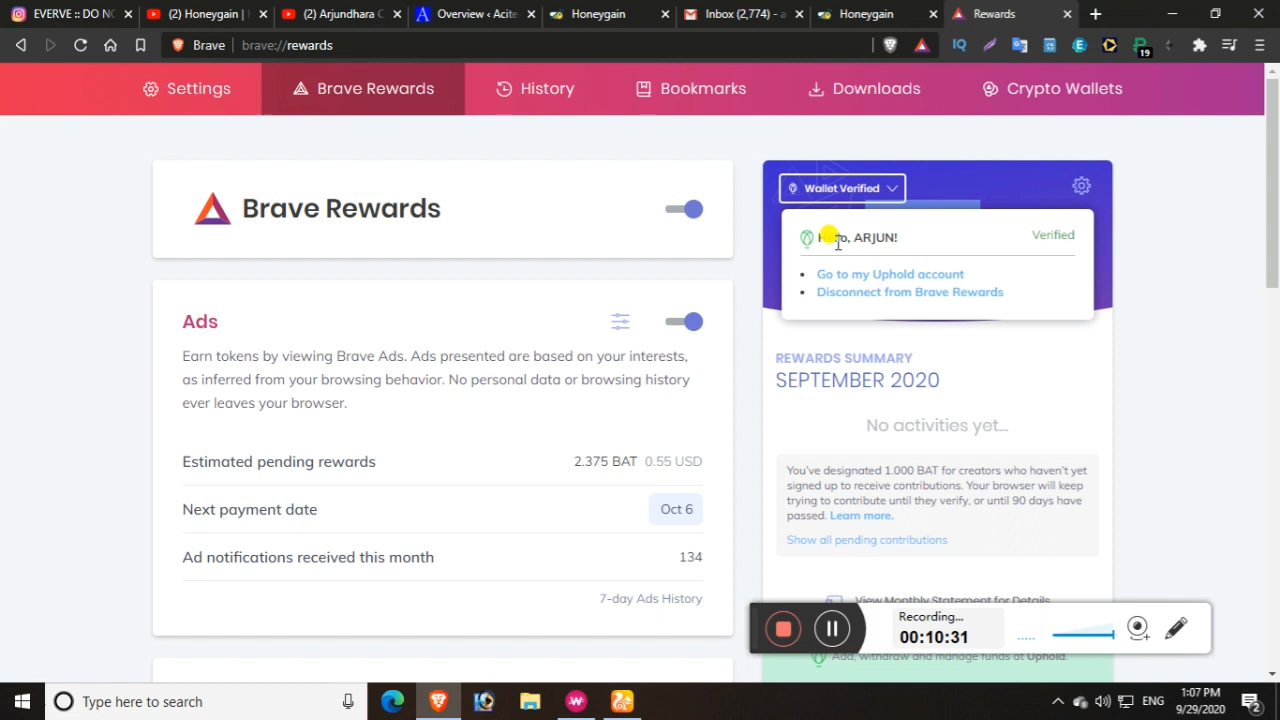 EVERVE :: DO NO
(2) Honeygain |
(2) Arjundhara C
Overview ‹ Acite
Honeygain
Inbox (2,774) - a
Honeygain
Rewards
Brave
brave://rewards
19
Settings
Brave Rewards
History
Bookmarks
Downloads
Crypto Wallets
Brave Rewards
Ads
Earn tokens by viewing Brave Ads. Ads presented are based on your interests,
as inferred from your browsing behavior. No personal data or browsing history
ever leaves your browser.
Estimated pending rewards
2.375 BAT 0.55 USD
Next payment date
Oct 6
Ad notifications received this month
134
7-day Ads History
Wallet Verified
ARJUN!
Verified
• Go to my Uphold account
• Disconnect from Brave Rewards
REWARDS SUMMARY
SEPTEMBER 2020
No activities yet...
You've designated 1.000 BAT for creators who haven't yet
signed up to receive contributions. Your browser will keep
trying to contribute until they verify, or until 90 days have
passed. Learn more.
Show all pending contributions
View Monthly Statement for Details
Recording...
00:10:31
Add, withdraw and manage funds at Uphold.
Type here to search
ENG
1:07 PM
9/29/2020
2